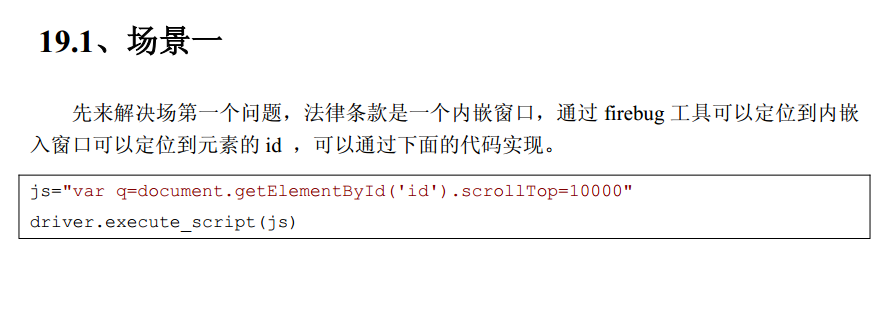 19.1、场景一
先来解决场第一个问题，法律条款是一个内嵌窗口，通过 firebug 工具可以定位到内嵌
入窗口可以定位到元素的 id ，可以通过下面的代码实现。
js="var q=document.getElementById('id').scrollTop=10000"
driver.execute_script(js)